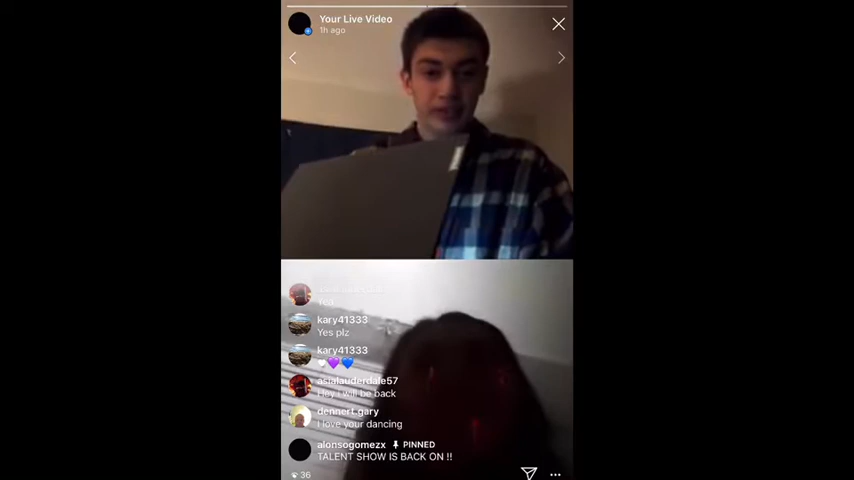 Your Live Video
1h ago
kary41333
Yes plz
kary41333
asialauderdale57
Hey i will be back
dennert.gary
I love your dancing
alonsogomezx PINNED
TALENT SHOW IS BACK ON !!
36